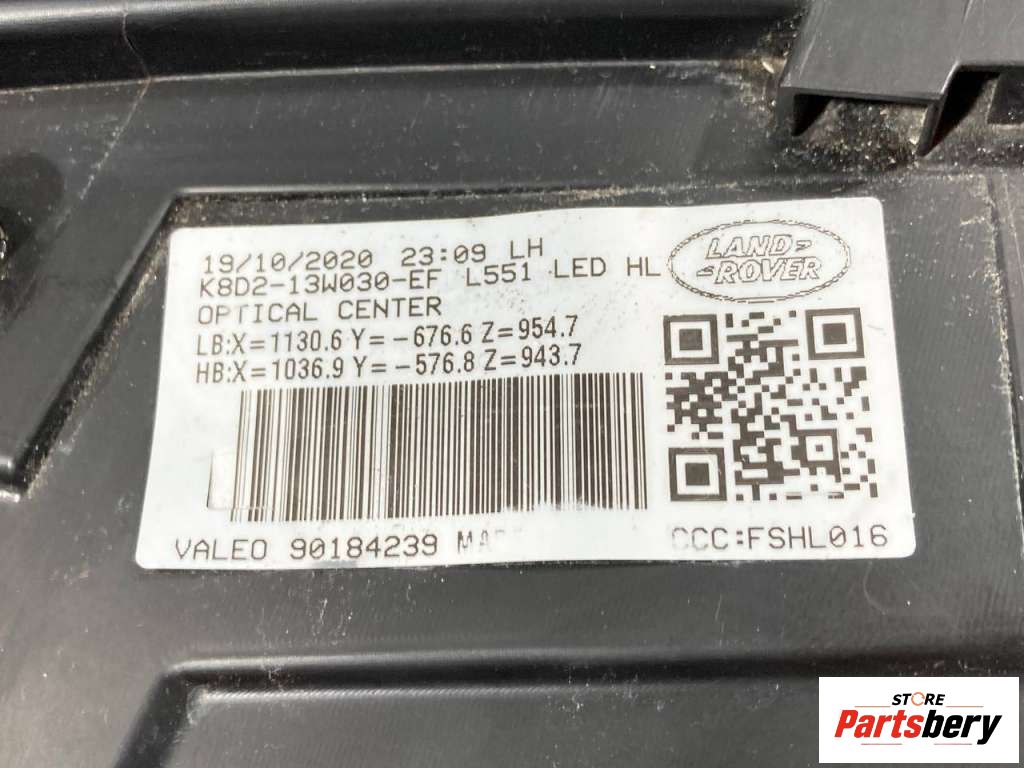 19/10/2020 23:09 LH
K8D2-13W030-EF L551 LED HL
LAND-
-ROVER
OPTICAL CENTER
LB:X=1130.6 Y= -676.6 Z=954.7
HB:X=1036.9 Y= -576.8 Z=943.7
VALEO 90184239
CCC:FSHL016
STORE
Partsbery